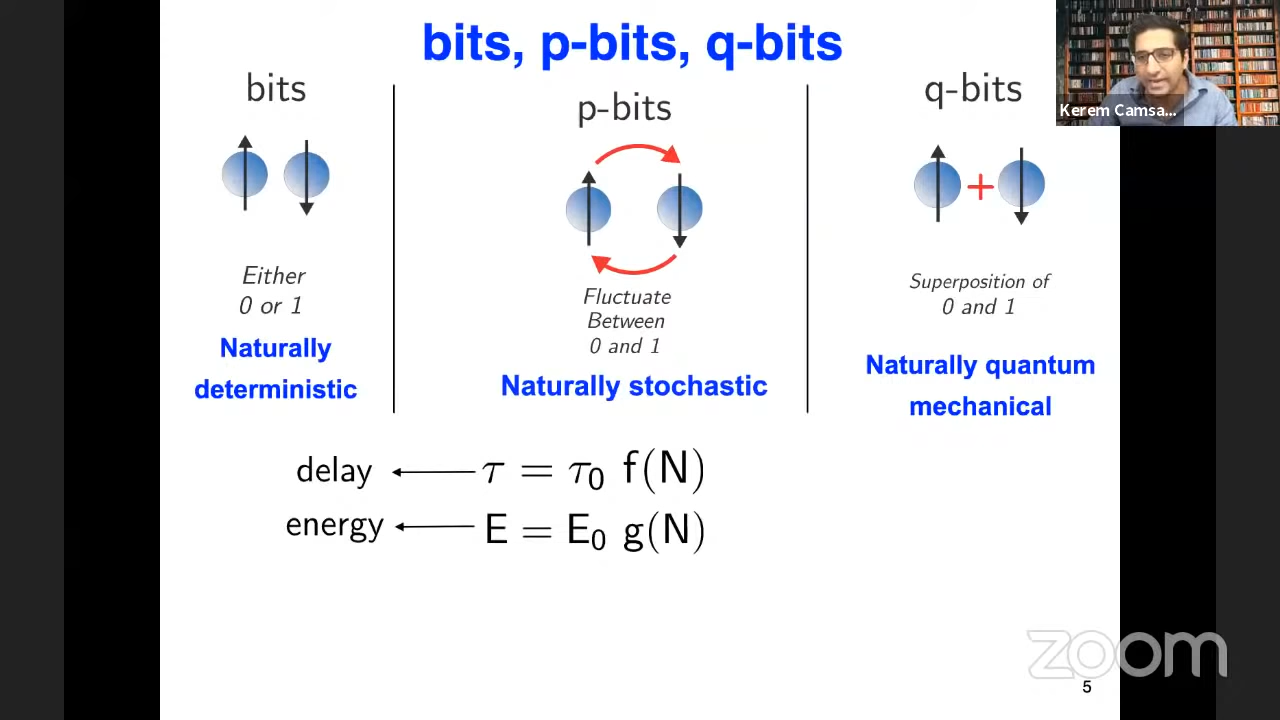 bits, p-bits, q-bits
Kerem Camsa...
bits
Either
0 or 1
Naturally
deterministic
p-bits
Fluctuate
Between
0 and 1
Naturally stochastic
q-bits
+
Superposition of
0 and 1
Naturally quantum
mechanical
delay ← τ = τ₀ f(N)
energy ← E = E₀ g(N)
zoom
5